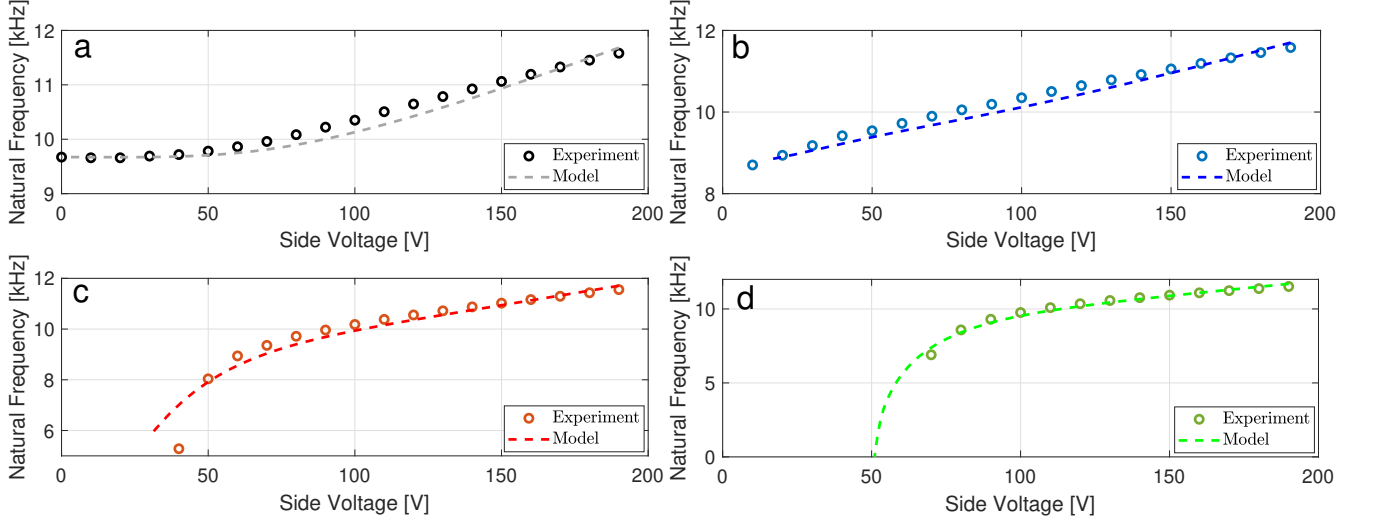 a
Natural Frequency [kHz]
12
11
10
9
Experiment
Model
0
50
100
150
200
Side Voltage [V]
b
Natural Frequency [kHz]
12
10
8
Experiment
Model
0
50
100
150
200
Side Voltage [V]
c
Natural Frequency [kHz]
12
10
8
6
Experiment
Model
0
50
100
150
200
Side Voltage [V]
d
Natural Frequency [kHz]
10
5
0
Experiment
Model
0
50
100
150
200
Side Voltage [V]